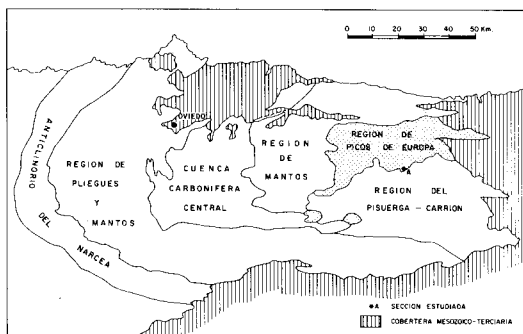 0 10 20 30 40 50 Km.
OVIEDO
ANTICLINORIO
DEL
NARCEA
REGION DE
PLIEGUES
Y
MANTOS
CUENCA
CARBONIFERA
CENTRAL
REGION
DE
MANTOS
REGION DE
PICOS DE EUROPA
A
REGION DEL
PISUERGA - CARRION
A SECCION ESTUDIADA
COBERTERA MESOZOICO-TERCIARIA